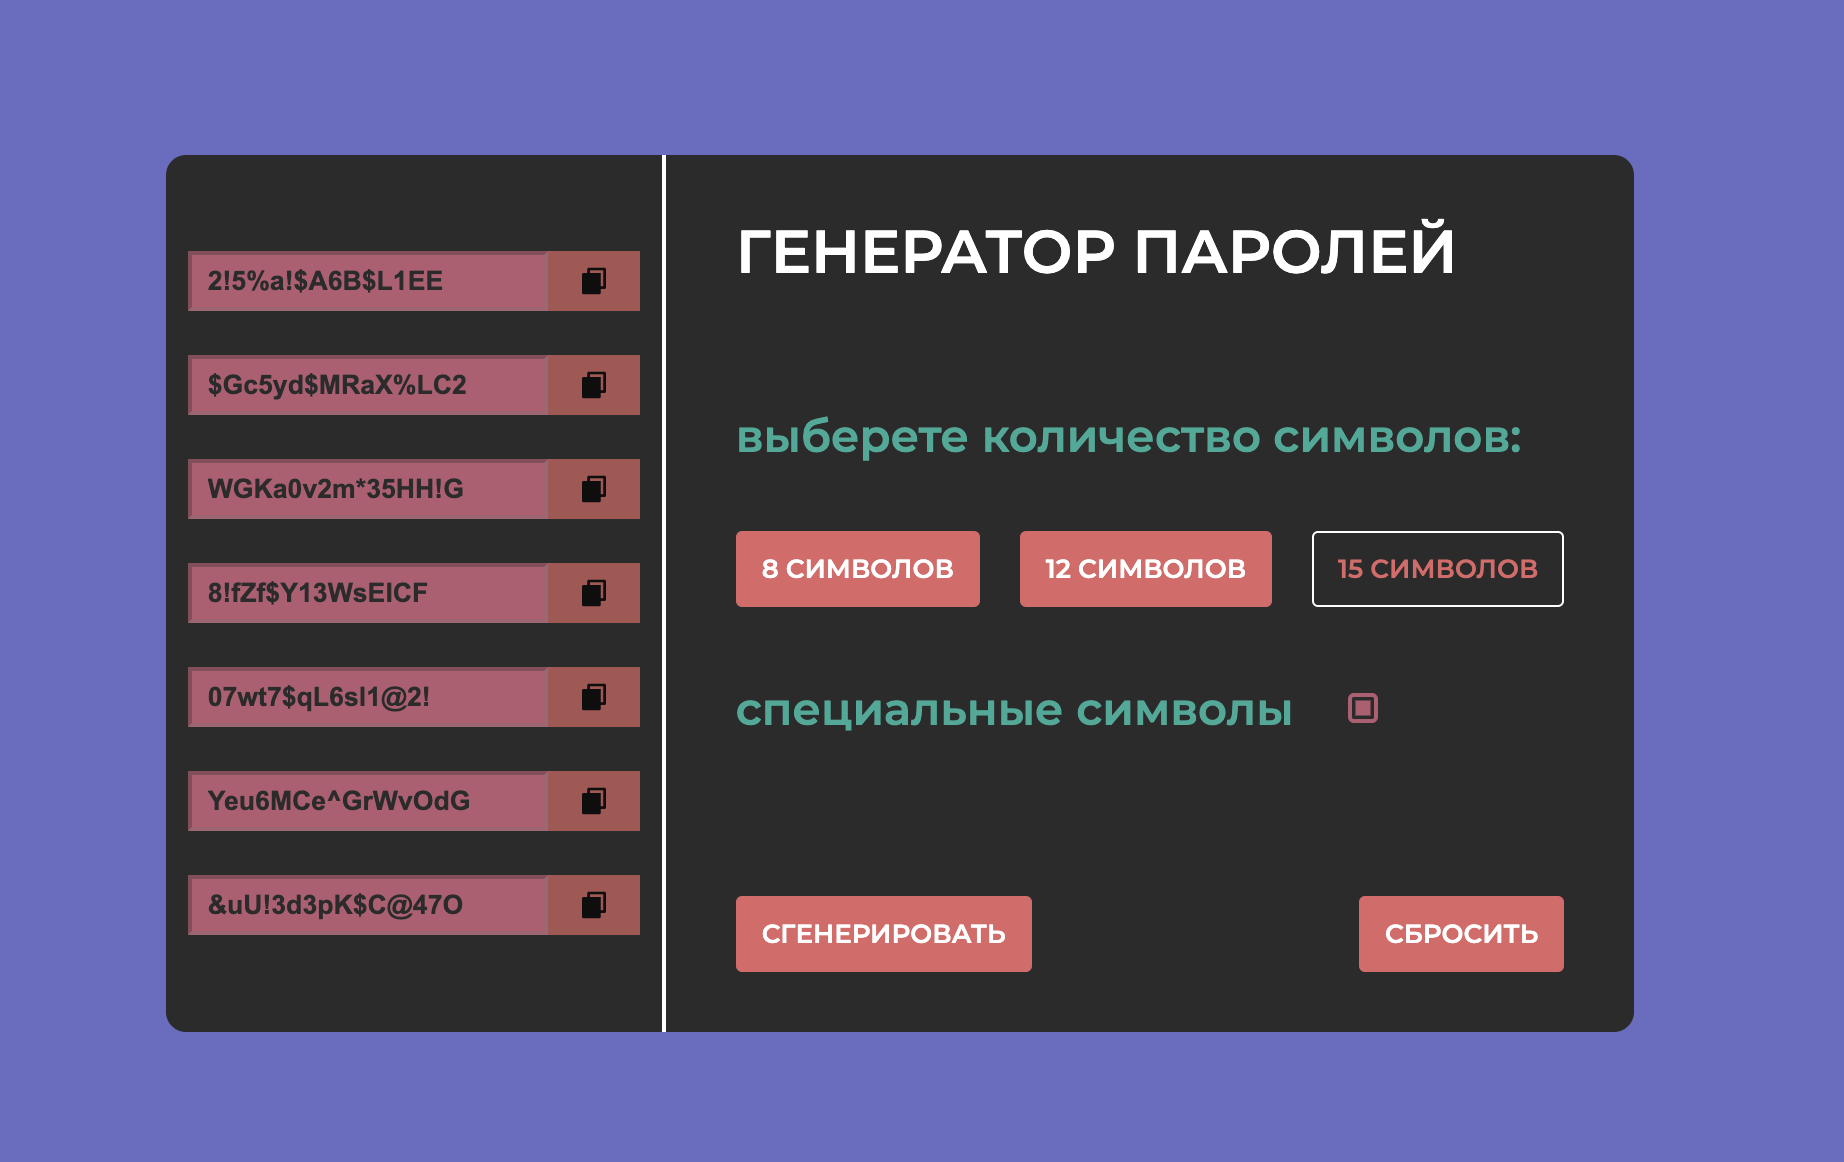 2!5%a!$A6B$L1EE
$Gc5yd$MRaX%LC2
WGKa0v2m*35HH!G
8!fZf$Y13WsEICF
07wt7$qL6sl1@2!
Yeu6MCe^GrWvOdG
&uU!3d3pK$C@47O
ГЕНЕРАТОР ПАРОЛЕЙ
выберете количество символов:
8 СИМВОЛОВ
12 СИМВОЛОВ
15 СИМВОЛОВ
специальные символы
СГЕНЕРИРОВАТЬ
СБРОСИТЬ